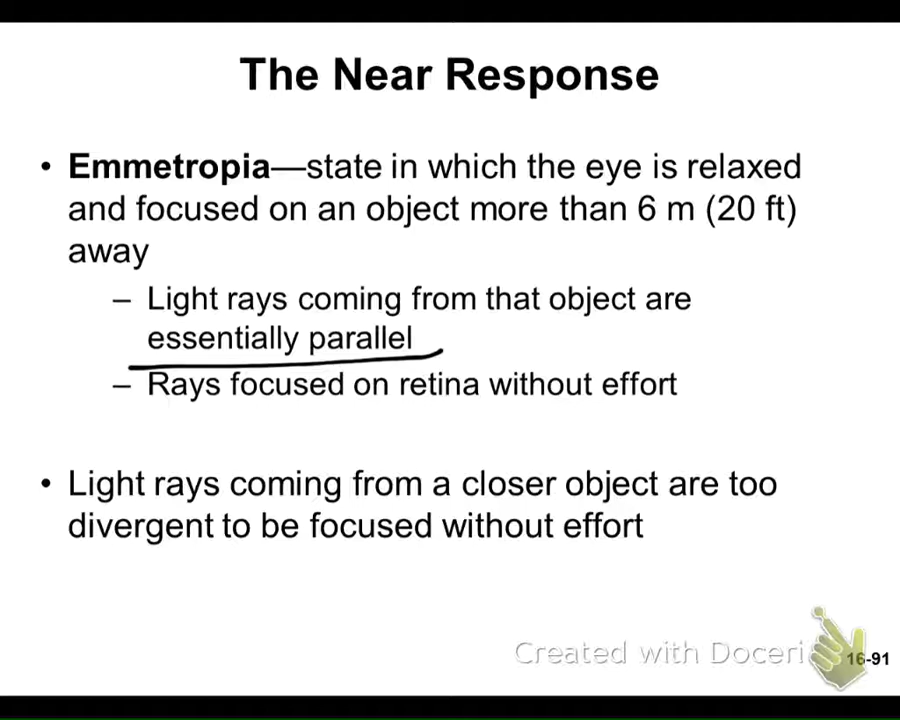 The Near Response
• Emmetropia—state in which the eye is relaxed
and focused on an object more than 6 m (20 ft)
away
– Light rays coming from that object are
essentially parallel
– Rays focused on retina without effort
• Light rays coming from a closer object are too
divergent to be focused without effort
Created with Doceri
16-91